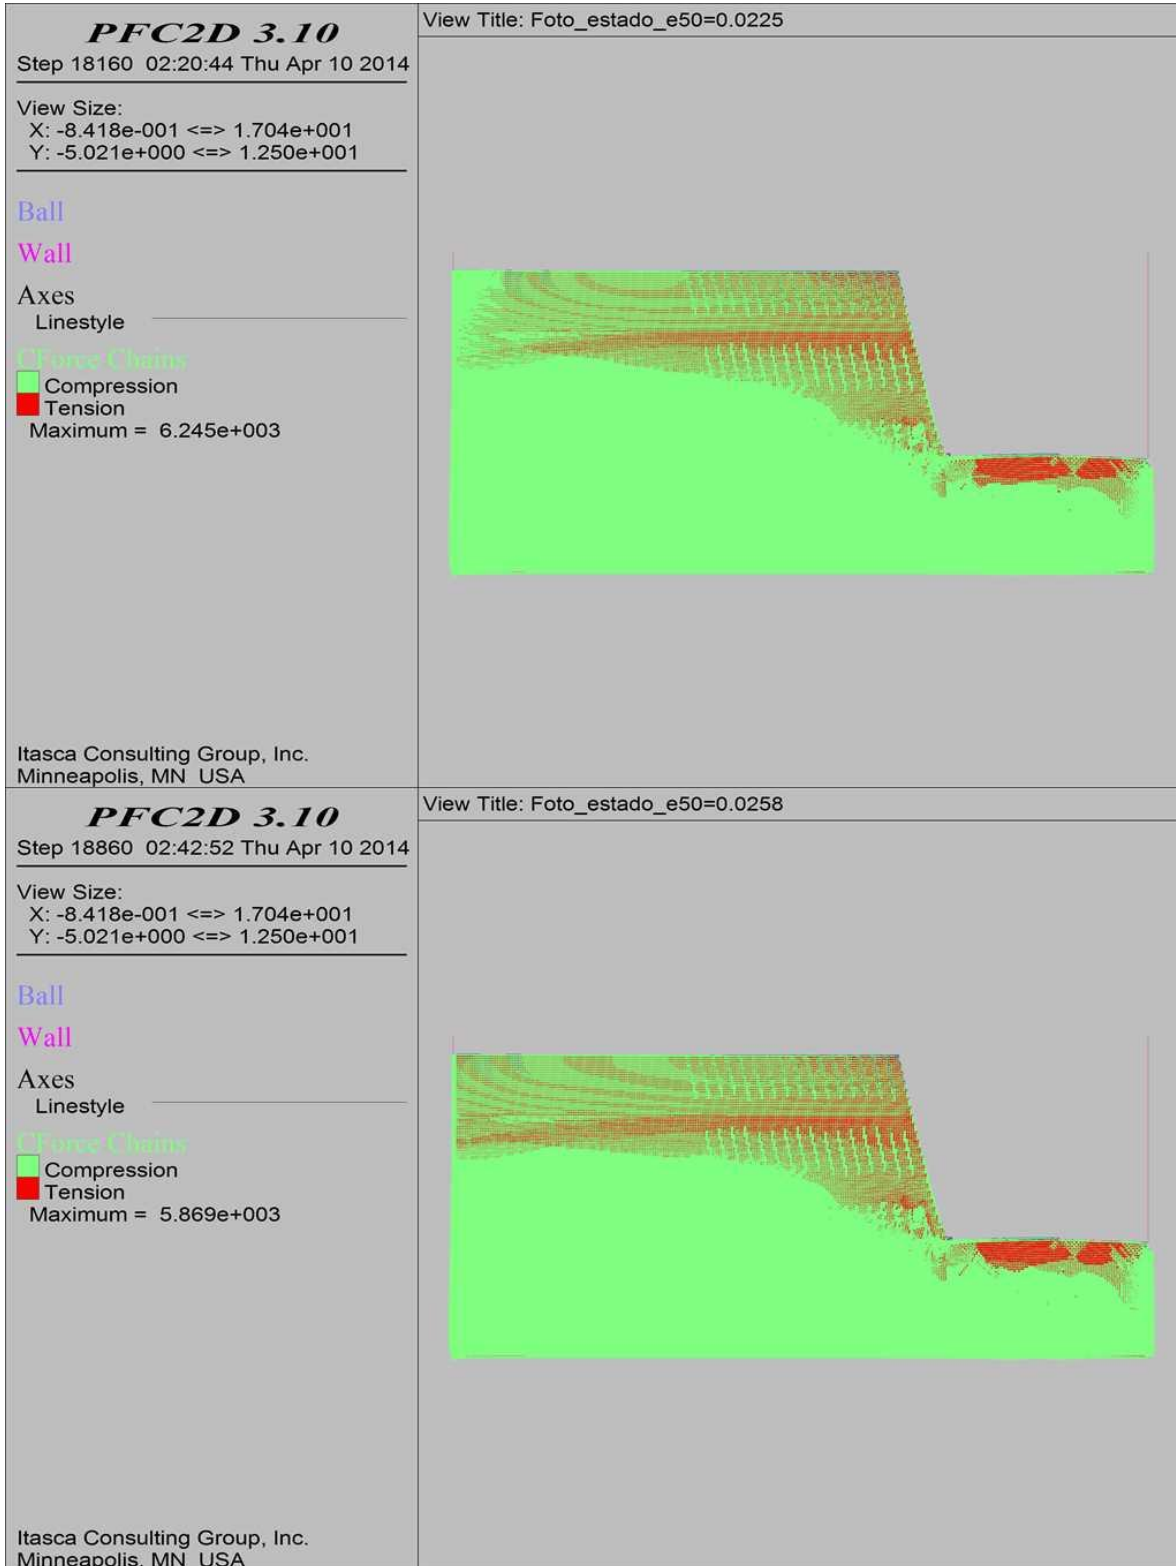 PFC2D 3.10
Step 18160 02:20:44 Thu Apr 10 2014
View Size:
X: -8.418e-001 <=> 1.704e+001
Y: -5.021e+000 <=> 1.250e+001
Ball
Wall
Axes
Linestyle
CForce Chains
Compression
Tension
Maximum = 6.245e+003
Itasca Consulting Group, Inc.
Minneapolis, MN USA
View Title: Foto_estado_e50=0.0225
PFC2D 3.10
Step 18860 02:42:52 Thu Apr 10 2014
View Size:
X: -8.418e-001 <=> 1.704e+001
Y: -5.021e+000 <=> 1.250e+001
Ball
Wall
Axes
Linestyle
CForce Chains
Compression
Tension
Maximum = 5.869e+003
Itasca Consulting Group, Inc.
Minneapolis, MN USA
View Title: Foto_estado_e50=0.0258